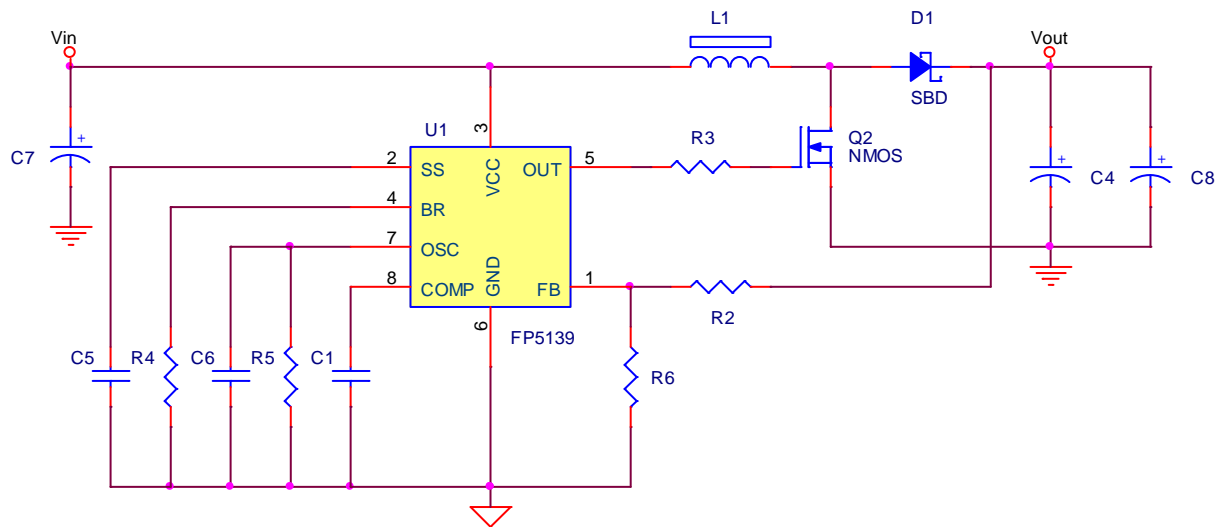 L1
D1
Vin
Vout
SBD
U1
3
R3
Q2
NMOS
C7
2
SS
VCC
OUT
5
C4
C8
4
BR
7
OSC
8
COMP
GND
FB
1
R2
6
FP5139
C5
R4
C6
R5
C1
R6
+
+
+